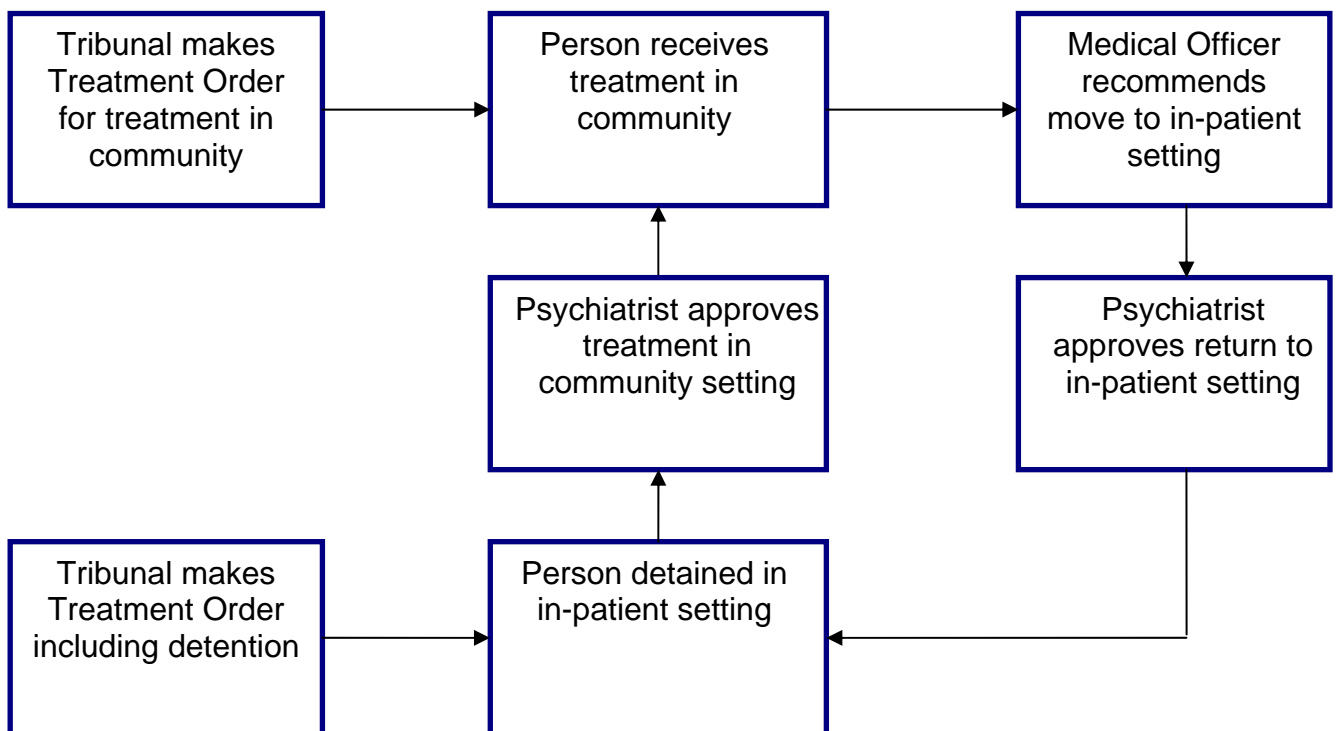 Tribunal makes
Treatment Order
for treatment in
community
Person receives
treatment in
community
Medical Officer
recommends
move to in-patient
setting
Psychiatrist approves
treatment in
community setting
Psychiatrist
approves return to
in-patient setting
Tribunal makes
Treatment Order
including detention
Person detained in
in-patient setting